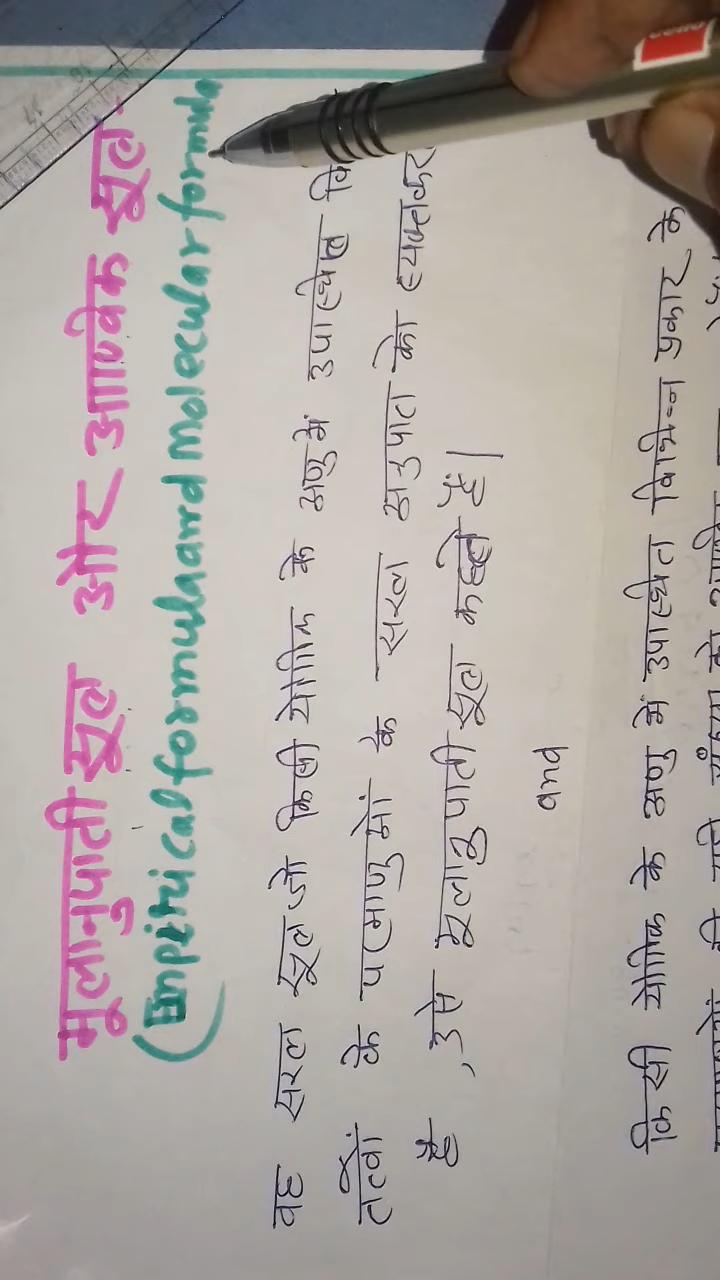 मूलानुपाती सूत्र और आण्विक सूत्र
(Empirical formula and Molecular formula
वह सरल सूत्र जो किसी यौगिक के अणु में उपस्थित
तत्वों के परमाणुओं के सरल अनुपात को व्यक्त कर
है, उसे मूलानुपाती सूत्र कहते हैं।
and
किसी यौगिक के अणु में उपस्थित विभिन्न प्रकार के
cello